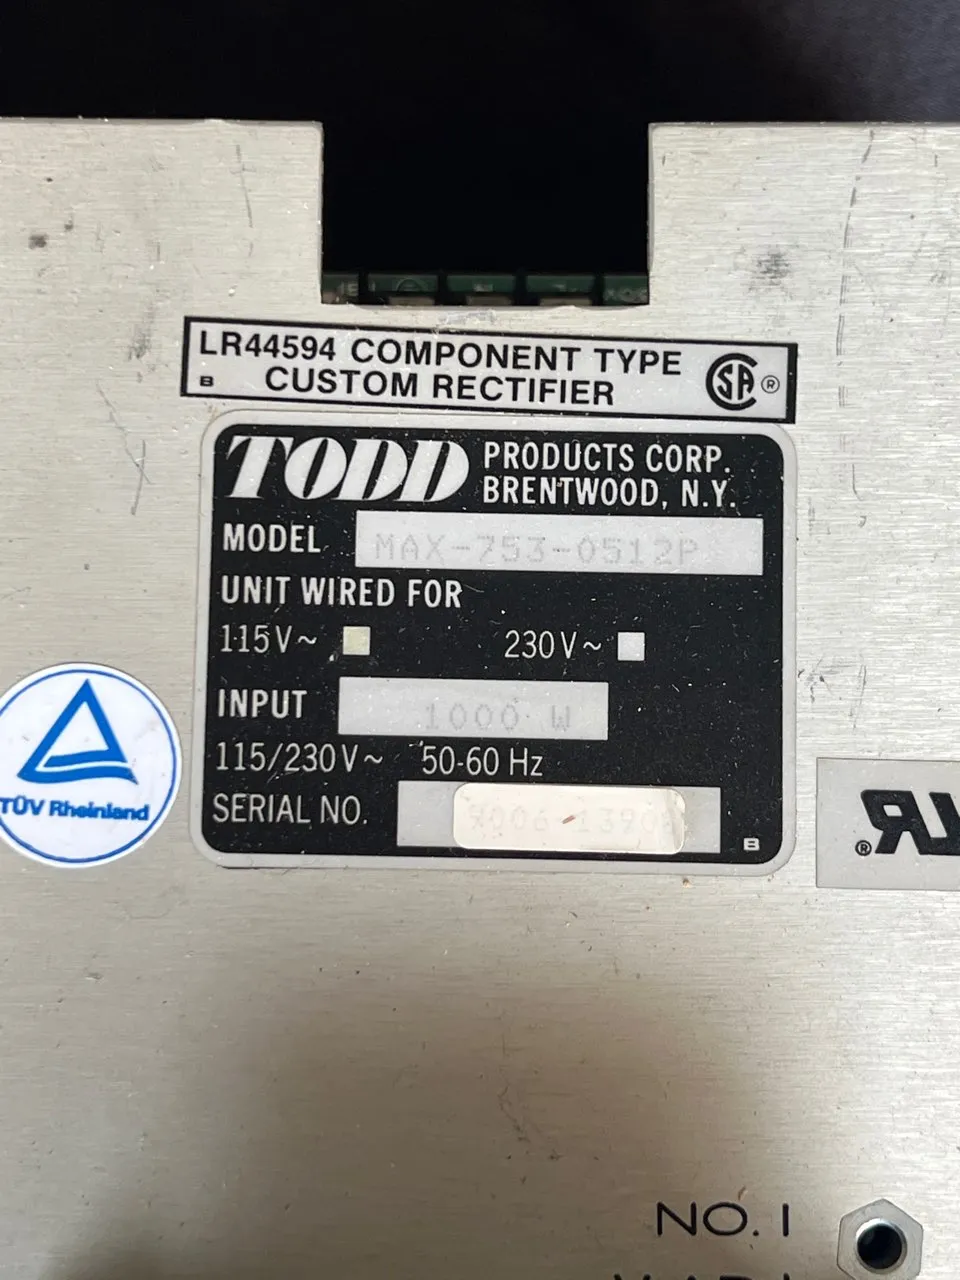 LR44594 COMPONENT TYPE
B CUSTOM RECTIFIER
SA ®
TODD PRODUCTS CORP.
BRENTWOOD, N.Y.
MODEL MAX-753-0512P
UNIT WIRED FOR
115V~ 230V~
INPUT 1000 W
115/230V~ 50-60 Hz
SERIAL NO.
B
TÜV Rheinland
®
NO. 1